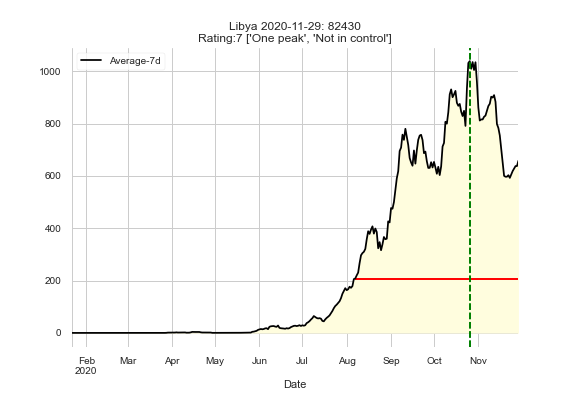 Libya 2020-11-29: 82430
Rating:7 ['One peak', 'Not in control']
Average-7d
1000
800
600
400
200
0
Feb Mar Apr May Jun Jul Aug Sep Oct Nov
2020
Date